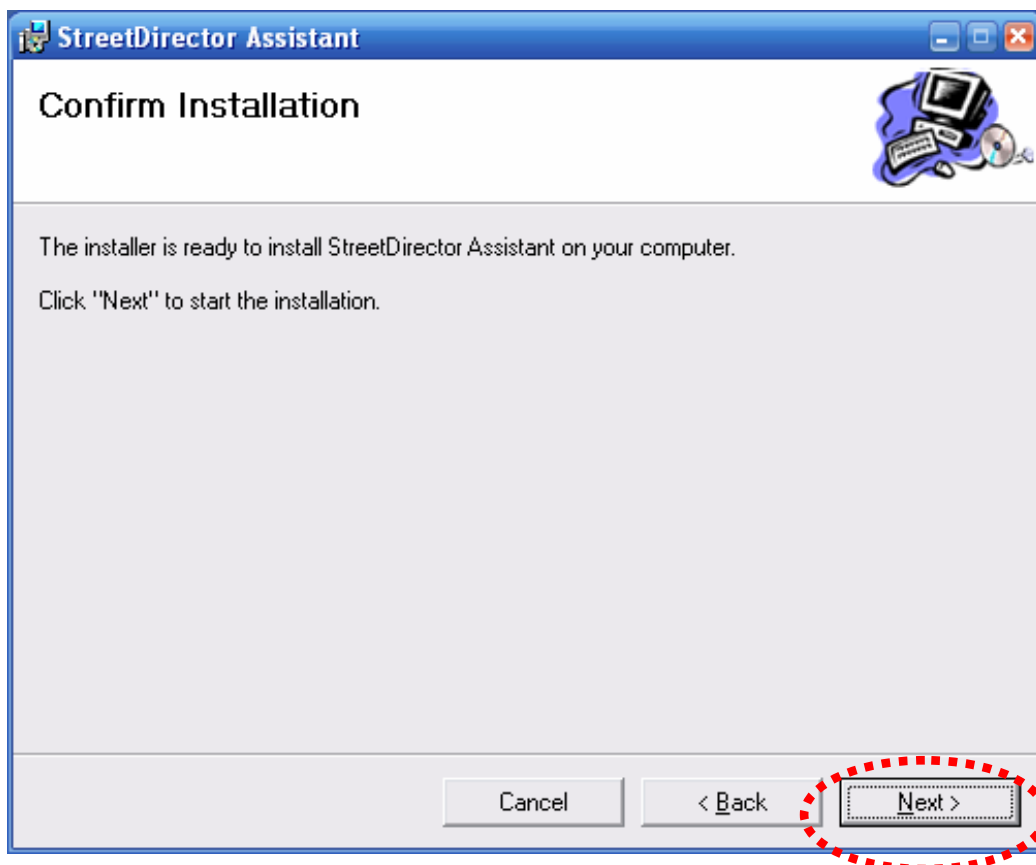 StreetDirector Assistant
Confirm Installation
The installer is ready to install StreetDirector Assistant on your computer.
Click "Next" to start the installation.
Cancel
< Back
Next >